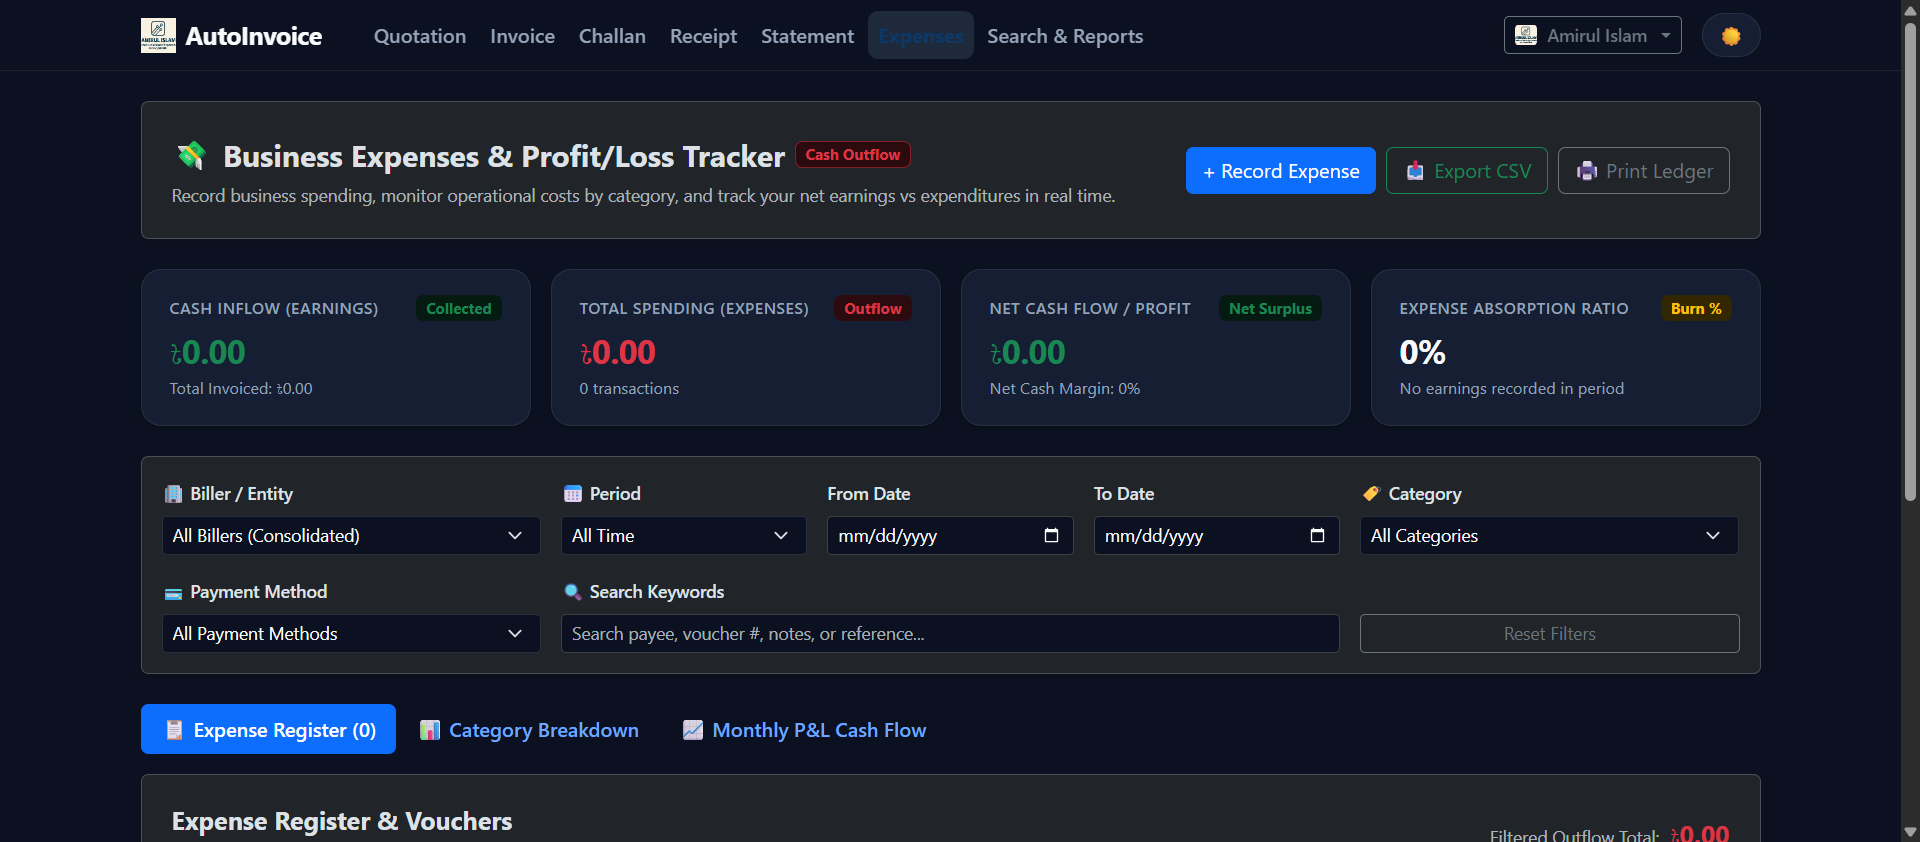 AutoInvoice
Quotation
Invoice
Challan
Receipt
Statement
Expenses
Search & Reports
Amirul Islam
Business Expenses & Profit/Loss Tracker
Cash Outflow
Record business spending, monitor operational costs by category, and track your net earnings vs expenditures in real time.
+ Record Expense
Export CSV
Print Ledger
CASH INFLOW (EARNINGS)
Collected
৳0.00
Total Invoiced: ৳0.00
TOTAL SPENDING (EXPENSES)
Outflow
৳0.00
0 transactions
NET CASH FLOW / PROFIT
Net Surplus
৳0.00
Net Cash Margin: 0%
EXPENSE ABSORPTION RATIO
Burn %
0%
No earnings recorded in period
Biller / Entity
All Billers (Consolidated)
Period
All Time
From Date
mm/dd/yyyy
To Date
mm/dd/yyyy
Category
All Categories
Payment Method
All Payment Methods
Search Keywords
Search payee, voucher #, notes, or reference...
Reset Filters
Expense Register (0)
Category Breakdown
Monthly P&L Cash Flow
Expense Register & Vouchers
Filtered Outflow Total: ৳0.00